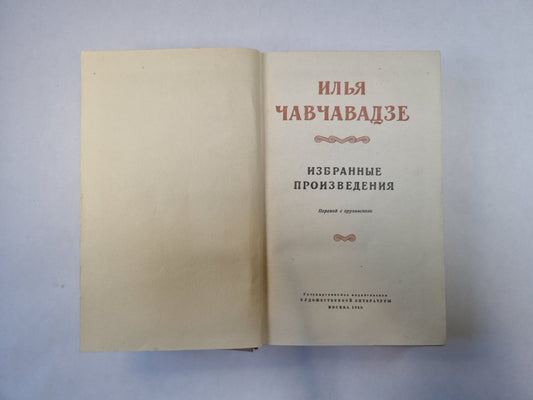 ИЛЬЯ
ЧАВЧАВАДЗЕ
ИЗБРАННЫЕ
ПРОИЗВЕДЕНИЯ
Перевод с грузинского
Государственное издательство
ХУДОЖЕСТВЕННОЙ ЛИТЕРАТУРЫ
МОСКВА